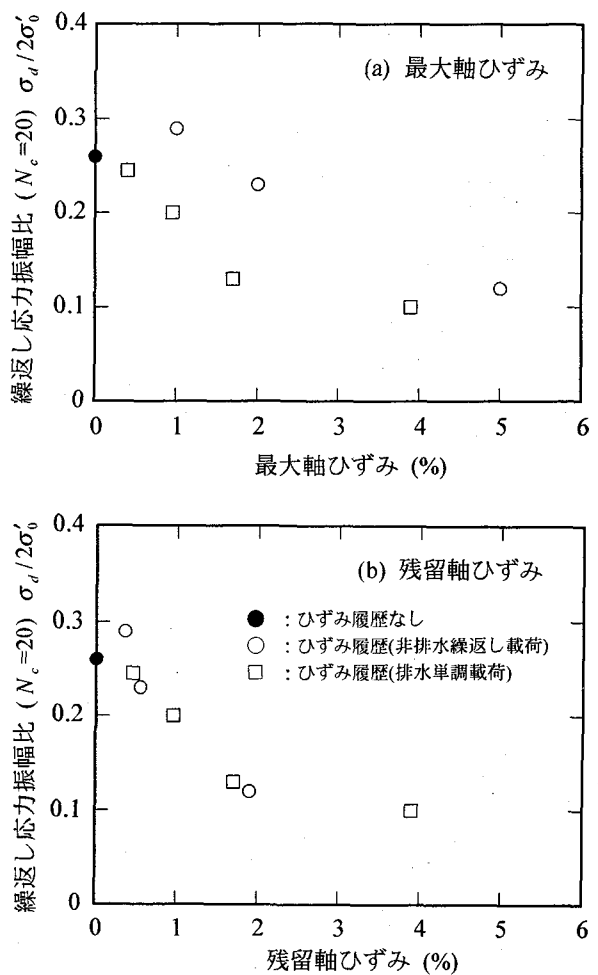 0.4
(a) 最大軸ひずみ
0.3
0.2
0.1
0
繰返し応力振幅比 (N_c=20) σ_d/2σ'_0
0 1 2 3 4 5 6
最大軸ひずみ (%)
0.4
(b) 残留軸ひずみ
0.3
● : ひずみ履歴なし
○ : ひずみ履歴(非排水繰返し載荷)
□ : ひずみ履歴(排水単調載荷)
0.2
0.1
0
繰返し応力振幅比 (N_c=20) σ_d/2σ'_0
0 1 2 3 4 5 6
残留軸ひずみ (%)